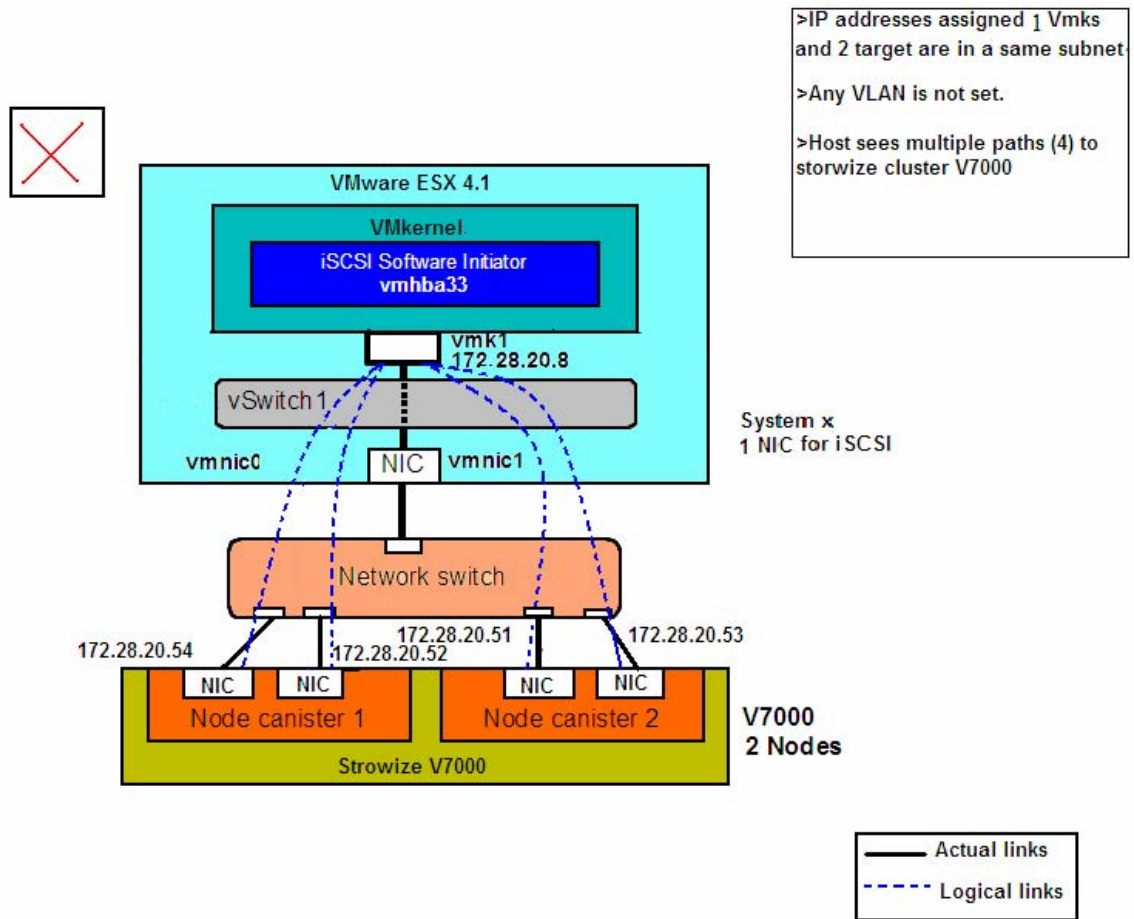 >IP addresses assigned 1 Vmks
and 2 target are in a same subnet
>Any VLAN is not set.
>Host sees multiple paths (4) to
storwize cluster V7000
VMware ESX 4.1
VMkernel
iSCSI Software Initiator
vmhba33
vmk1
172.28.20.8
vSwitch1
System x
1 NIC for iSCSI
vmnic0
NIC
vmnic1
Network switch
172.28.20.54
172.28.20.52
172.28.20.51
172.28.20.53
NIC
NIC
NIC
NIC
Node canister 1
Node canister 2
V7000
2 Nodes
Strowize V7000
Actual links
Logical links